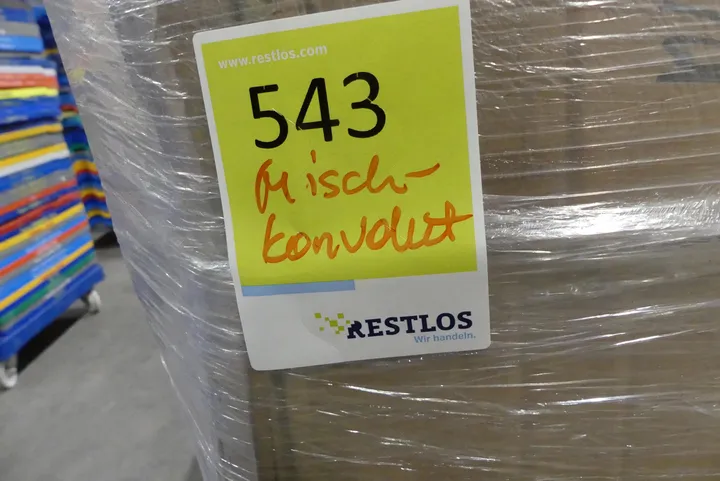 www.restlos.com
543
Misch-
konvolut
RESTLOS
Wir handeln.